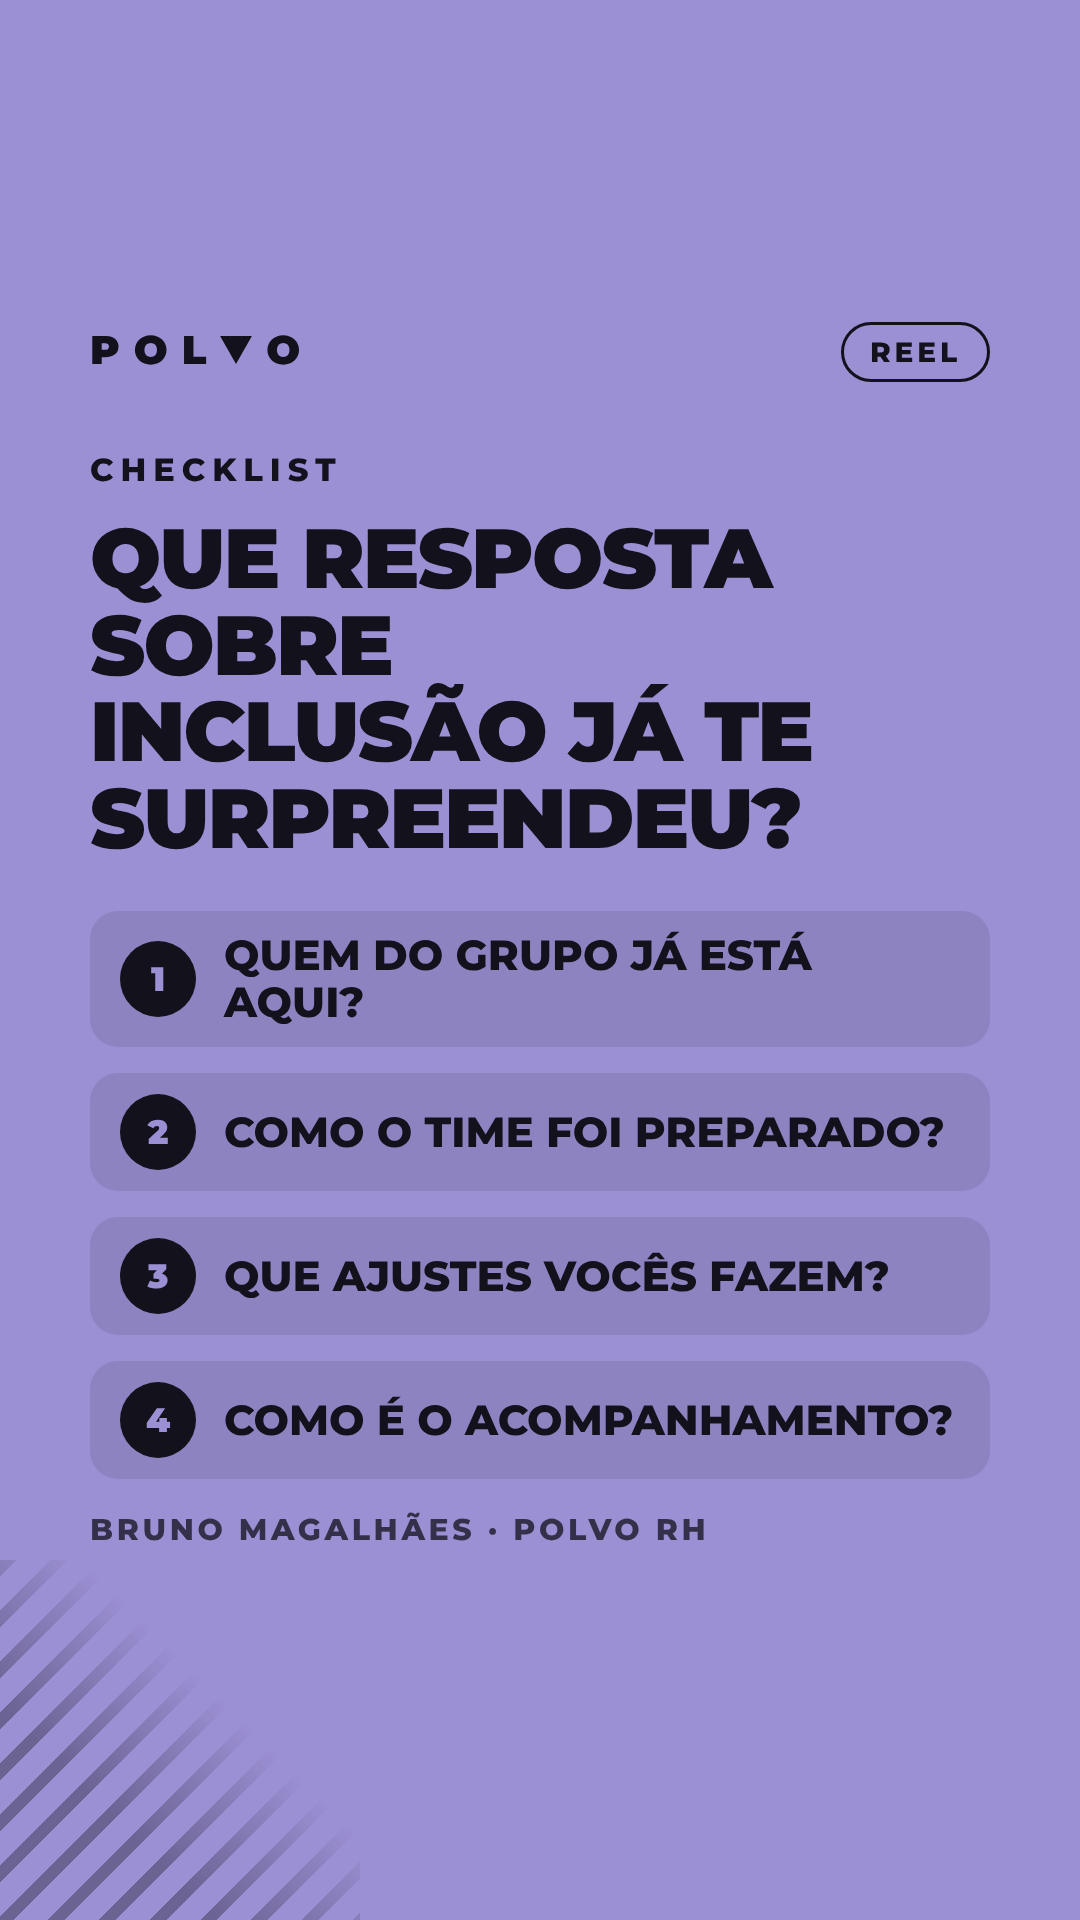 POLVO
REEL
CHECKLIST
QUE RESPOSTA
SOBRE
INCLUSÃO JÁ TE
SURPREENDEU?
1
QUEM DO GRUPO JÁ ESTÁ
AQUI?
2
COMO O TIME FOI PREPARADO?
3
QUE AJUSTES VOCÊS FAZEM?
4
COMO É O ACOMPANHAMENTO?
BRUNO MAGALHÃES • POLVO RH